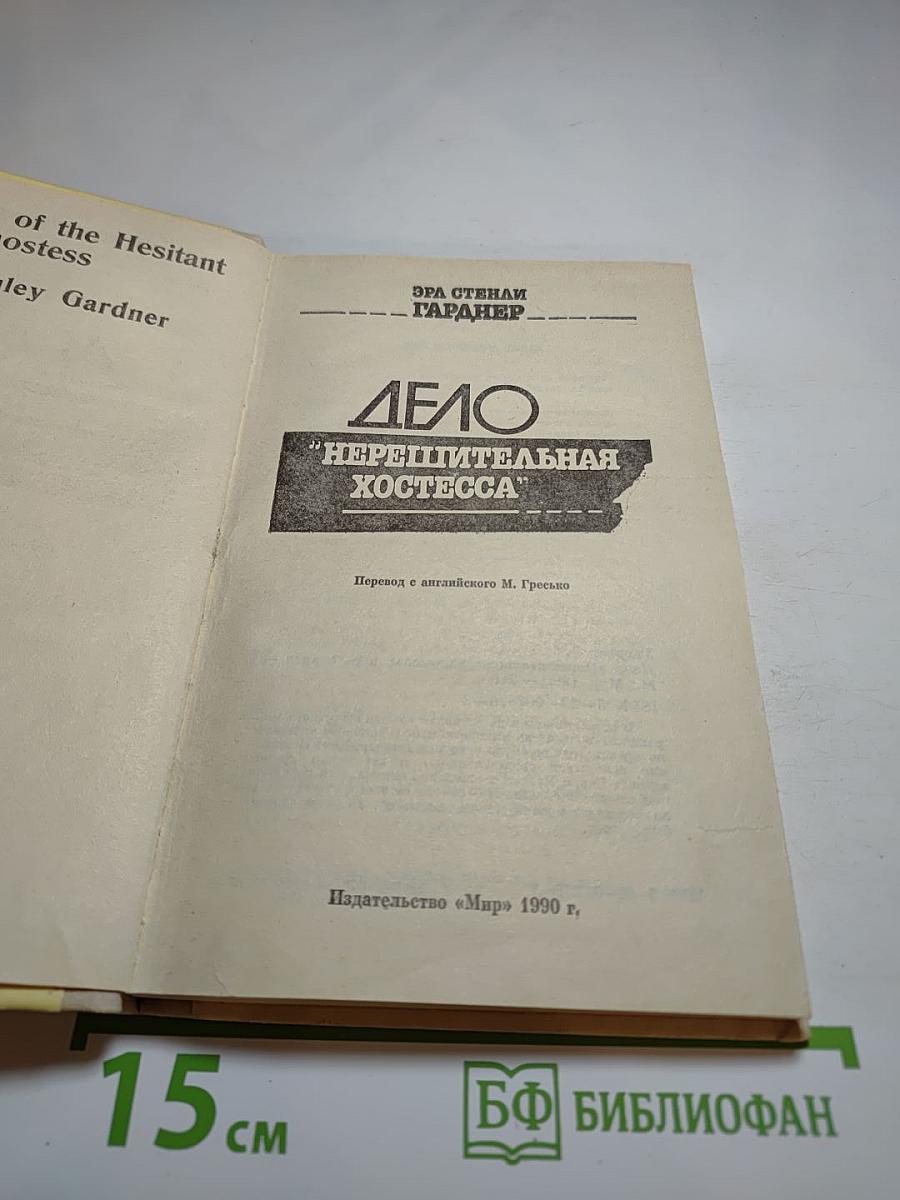 of the Hesitant
ostess
ley Gardner
ЭРЛ СТЕНЛИ
ГАРДНЕР
ДЕЛО
"НЕРЕШИТЕЛЬНАЯ
ХОСТЕССА"
Перевод с английского М. Гресько
Издательство «Мир» 1990 г.
15 см
БФ БИБЛИОФАН